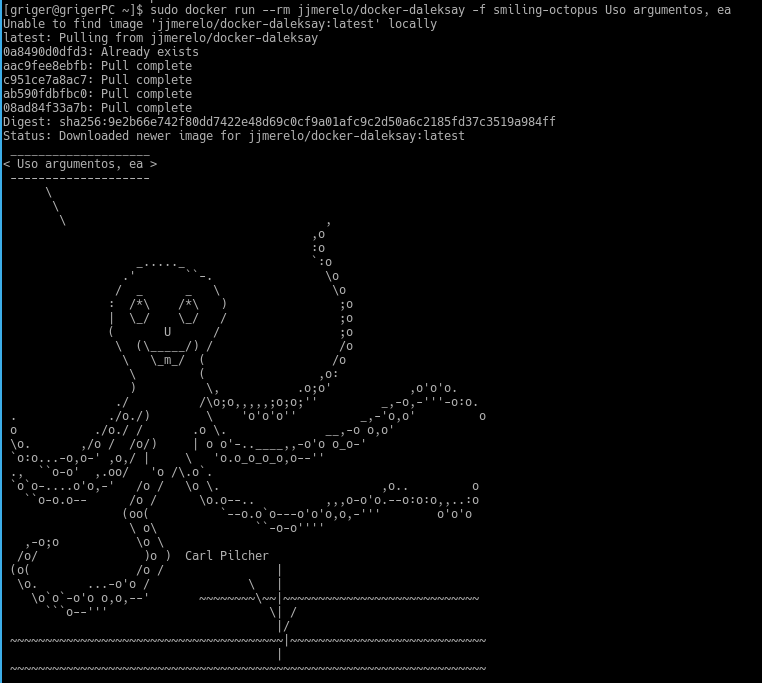 [griger@grigerPC ~]$ sudo docker run --rm jjmerelo/docker-daleksay -f smiling-octopus Uso argumentos, ea
Unable to find image 'jjmerelo/docker-daleksay:latest' locally
latest: Pulling from jjmerelo/docker-daleksay
0a8490d0dfd3: Already exists
aac9fee8ebfb: Pull complete
c951ce7a8ac7: Pull complete
ab590fdbfbc0: Pull complete
08ad84f33a7b: Pull complete
Digest: sha256:9e2b66e742f80dd7422e48d69c0cf9a01afc9c2d50a6c2185fd37c3519a984ff
Status: Downloaded newer image for jjmerelo/docker-daleksay:latest
< Uso argumentos, ea >
Carl Pilcher